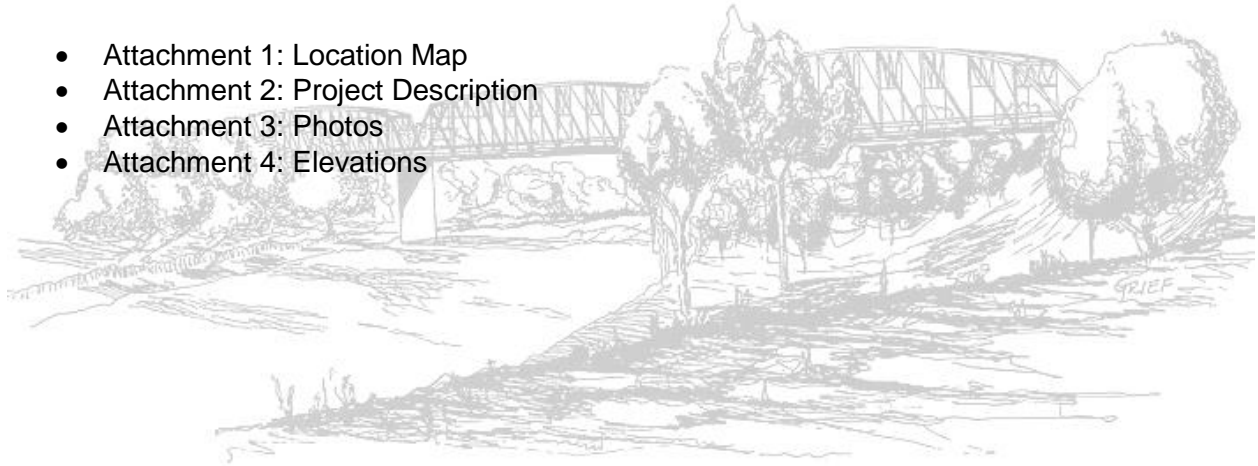 • Attachment 1: Location Map
• Attachment 2: Project Description
• Attachment 3: Photos
• Attachment 4: Elevations
GRIEF